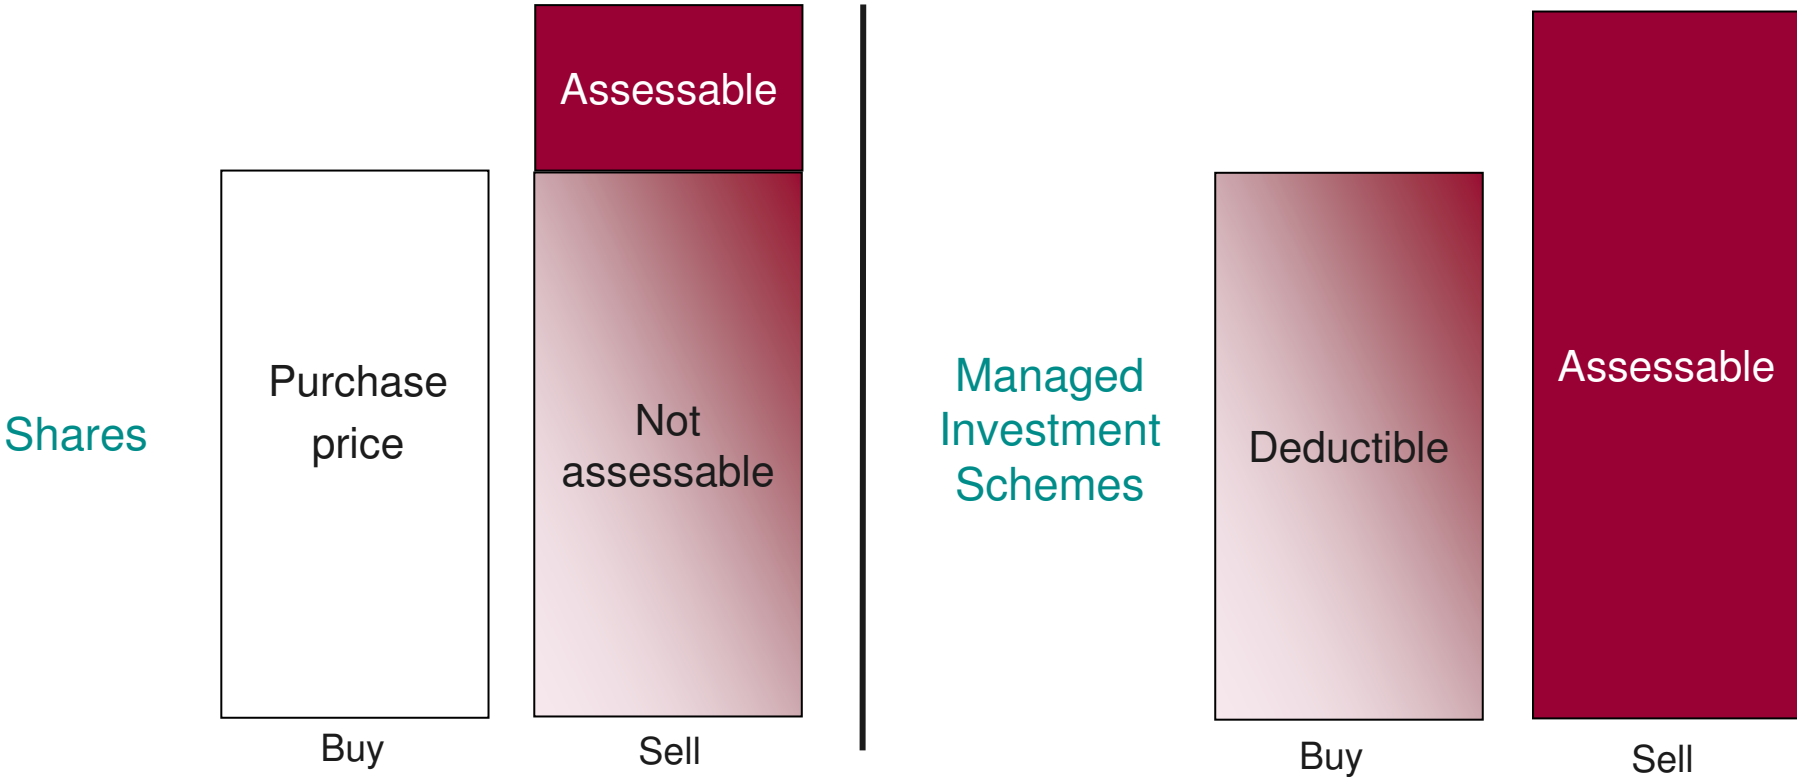 Shares
Purchase
price
Buy
Assessable
Not
assessable
Sell
Managed
Investment
Schemes
Deductible
Buy
Assessable
Sell